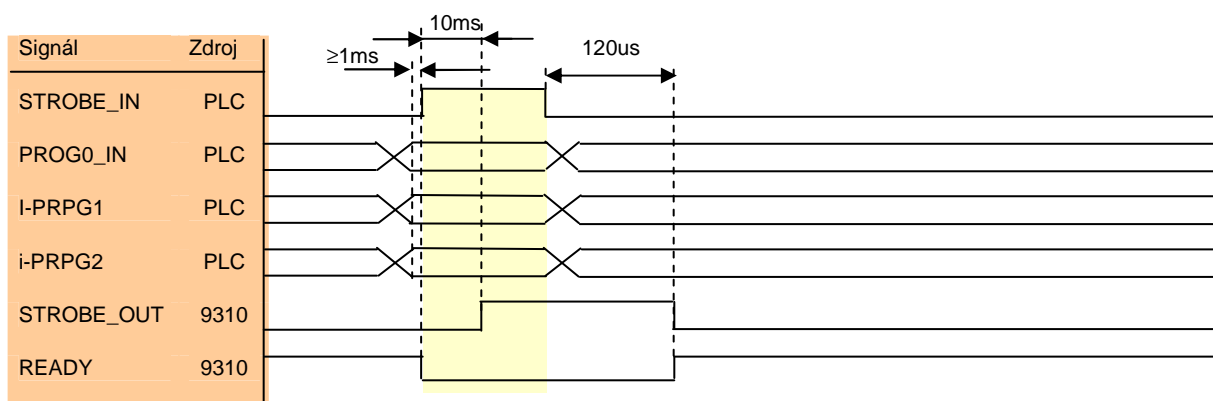 10ms
Signál Zdroj
≥1ms
120us
STROBE_IN PLC
PROG0_IN PLC
I-PRPG1 PLC
i-PRPG2 PLC
STROBE_OUT 9310
READY 9310